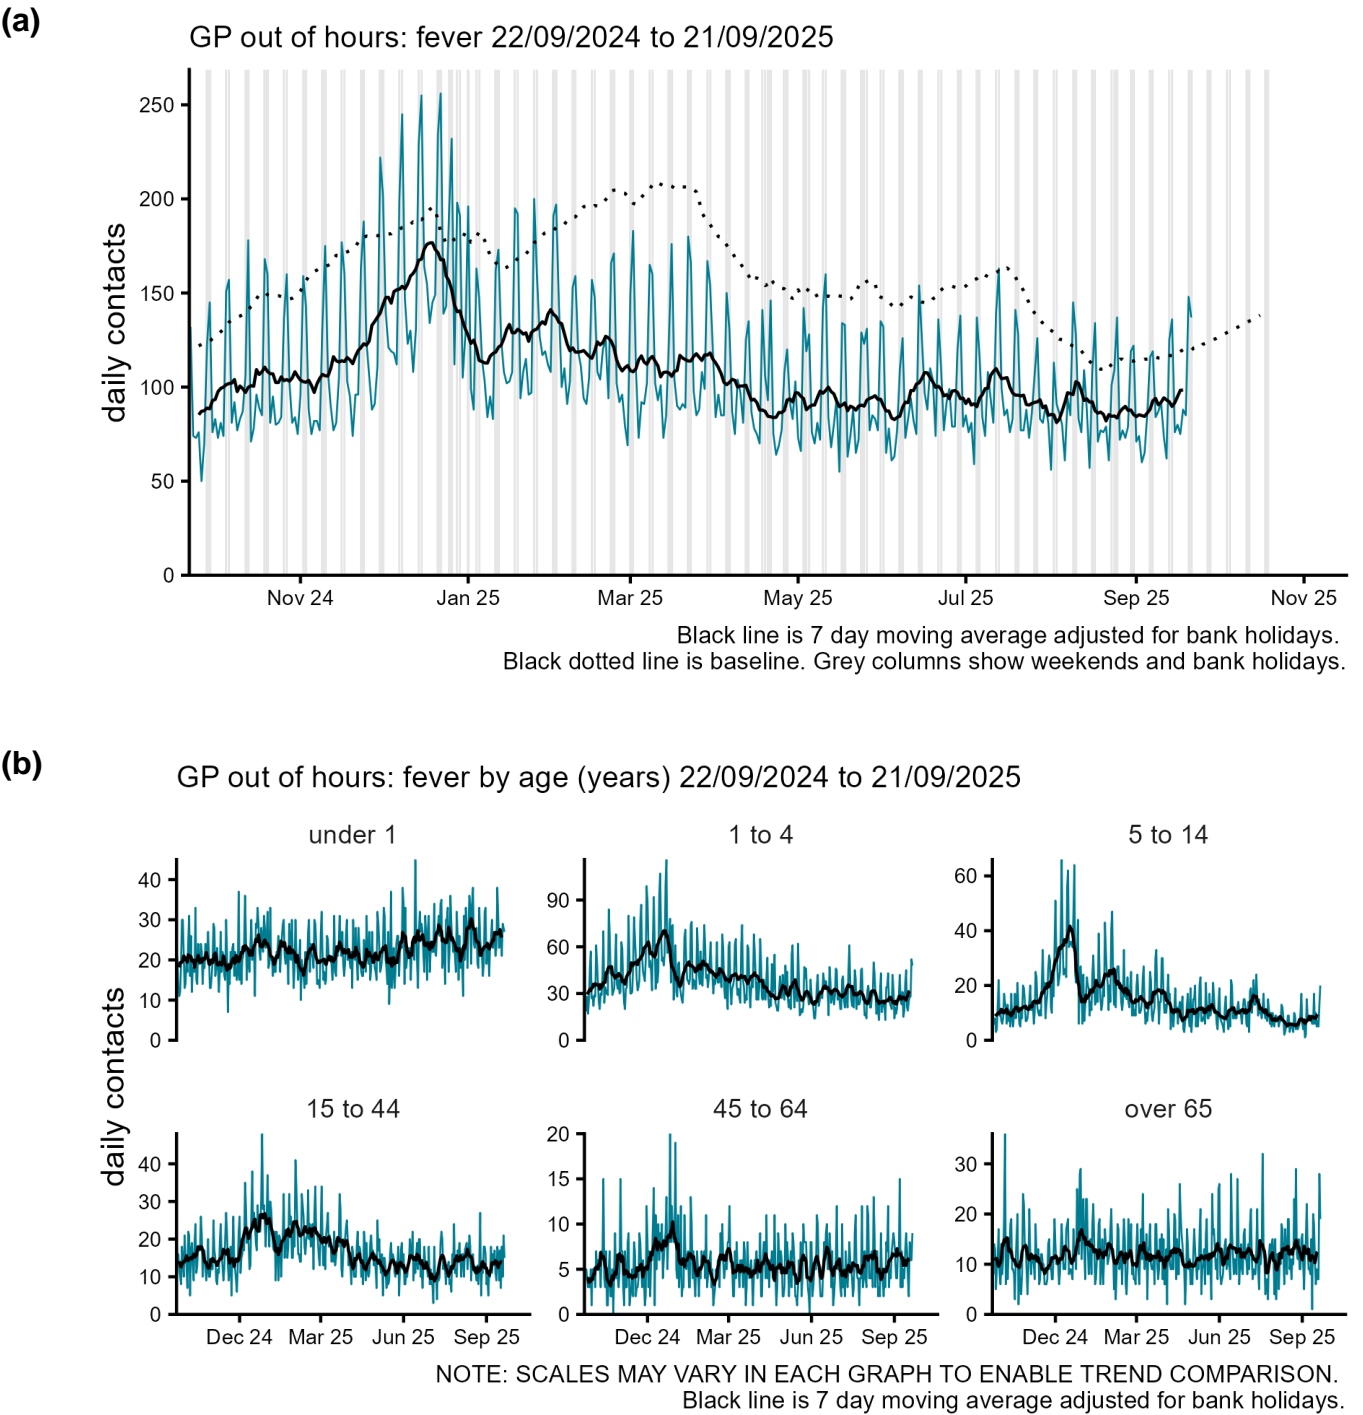 (a)
GP out of hours: fever 22/09/2024 to 21/09/2025
daily contacts
250
200
150
100
50
0
Nov 24 Jan 25 Mar 25 May 25 Jul 25 Sep 25 Nov 25
Black line is 7 day moving average adjusted for bank holidays.
Black dotted line is baseline. Grey columns show weekends and bank holidays.
(b)
GP out of hours: fever by age (years) 22/09/2024 to 21/09/2025
daily contacts
under 1
40
30
20
10
0
1 to 4
90
60
30
0
5 to 14
60
40
20
0
15 to 44
40
30
20
10
0
Dec 24 Mar 25 Jun 25 Sep 25
45 to 64
20
15
10
5
0
Dec 24 Mar 25 Jun 25 Sep 25
over 65
30
20
10
0
Dec 24 Mar 25 Jun 25 Sep 25
NOTE: SCALES MAY VARY IN EACH GRAPH TO ENABLE TREND COMPARISON.
Black line is 7 day moving average adjusted for bank holidays.